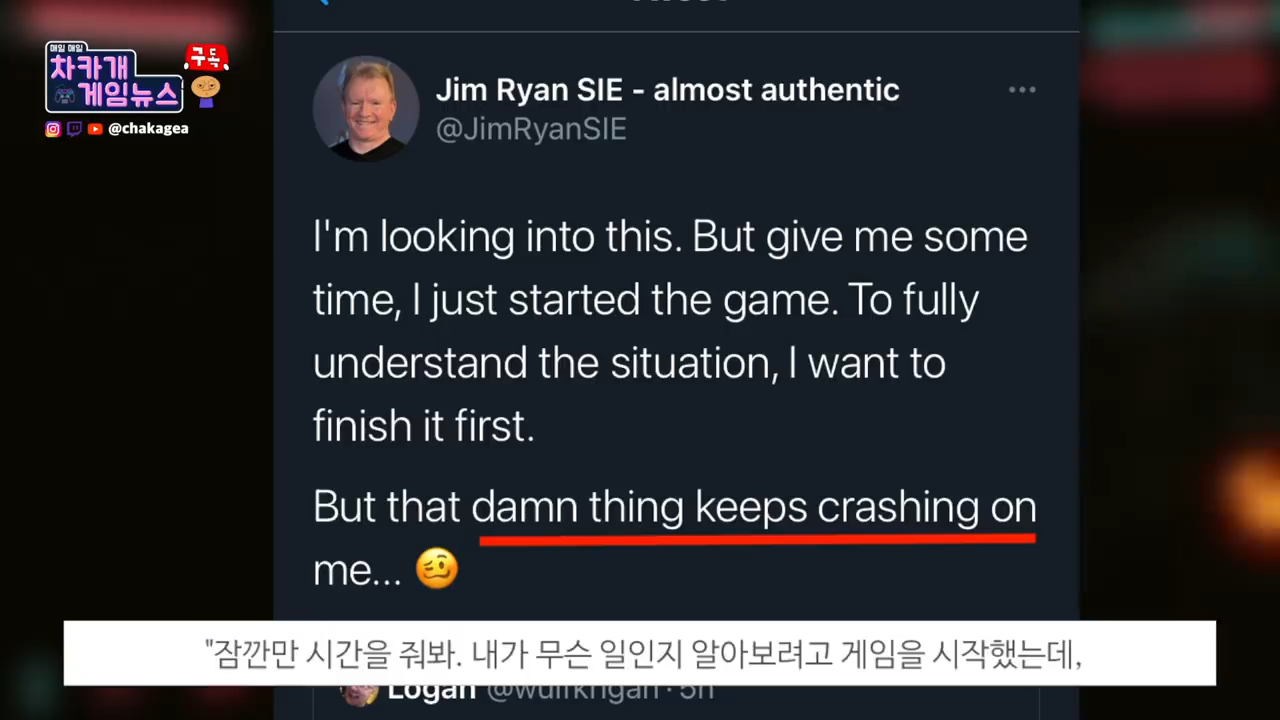 매일 매일
차카개
게임뉴스
구독
@chakagea
Jim Ryan SIE - almost authentic
@JimRyanSIE
I'm looking into this. But give me some
time, I just started the game. To fully
understand the situation, I want to
finish it first.
But that damn thing keeps crashing on
me... 🥴
"잠깐만 시간을 줘봐. 내가 무슨 일인지 알아보려고 게임을 시작했는데,
Logan @wulfkhgan · 5h